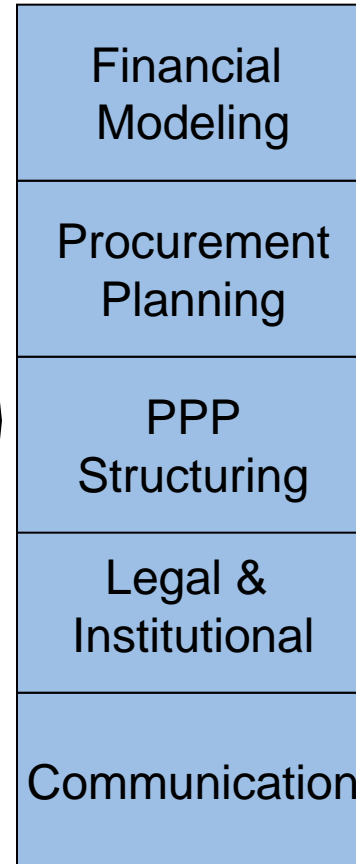 Financial
Modeling
Procurement
Planning
PPP
Structuring
Legal &
Institutional
Communication